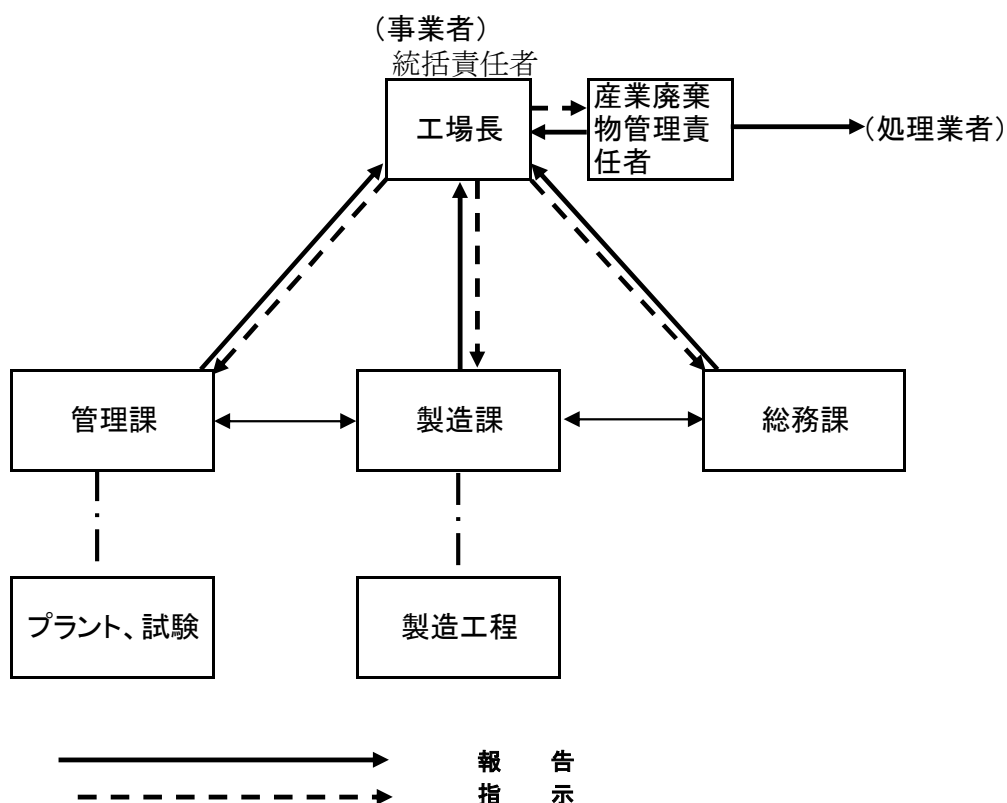 (事業者)
統括責任者
工場長
産業廃棄
物管理責
任者
(処理業者)
管理課
製造課
総務課
プラント、試験
製造工程
報 告
指 示